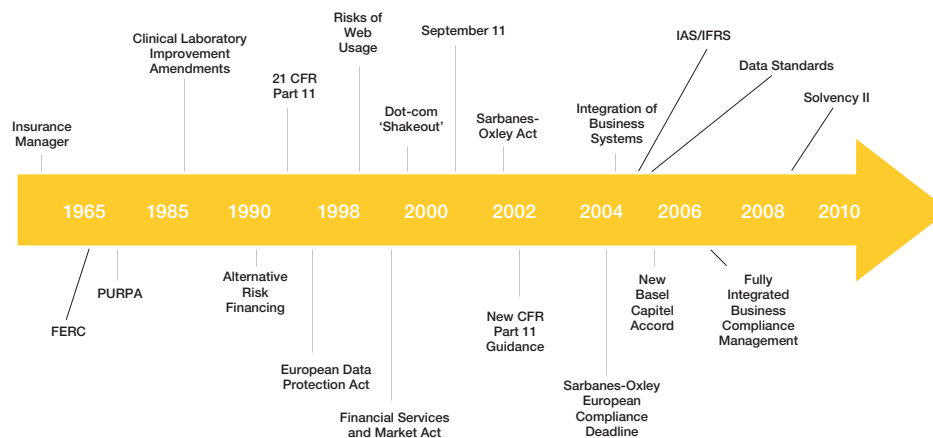 Insurance
Manager
Clinical Laboratory
Improvement
Amendments
21 CFR
Part 11
Risks of
Web
Usage
Dot-com
‘Shakeout’
September 11
Sarbanes-
Oxley Act
Integration of
Business
Systems
IAS/IFRS
Data Standards
Solvency II
1965 1985 1990 1998 2000 2002 2004 2006 2008 2010
FERC
PURPA
Alternative
Risk
Financing
European Data
Protection Act
Financial Services
and Market Act
New CFR
Part 11
Guidance
Sarbanes-Oxley
European
Compliance
Deadline
New
Basel
Capitel
Accord
Fully
Integrated
Business
Compliance
Management